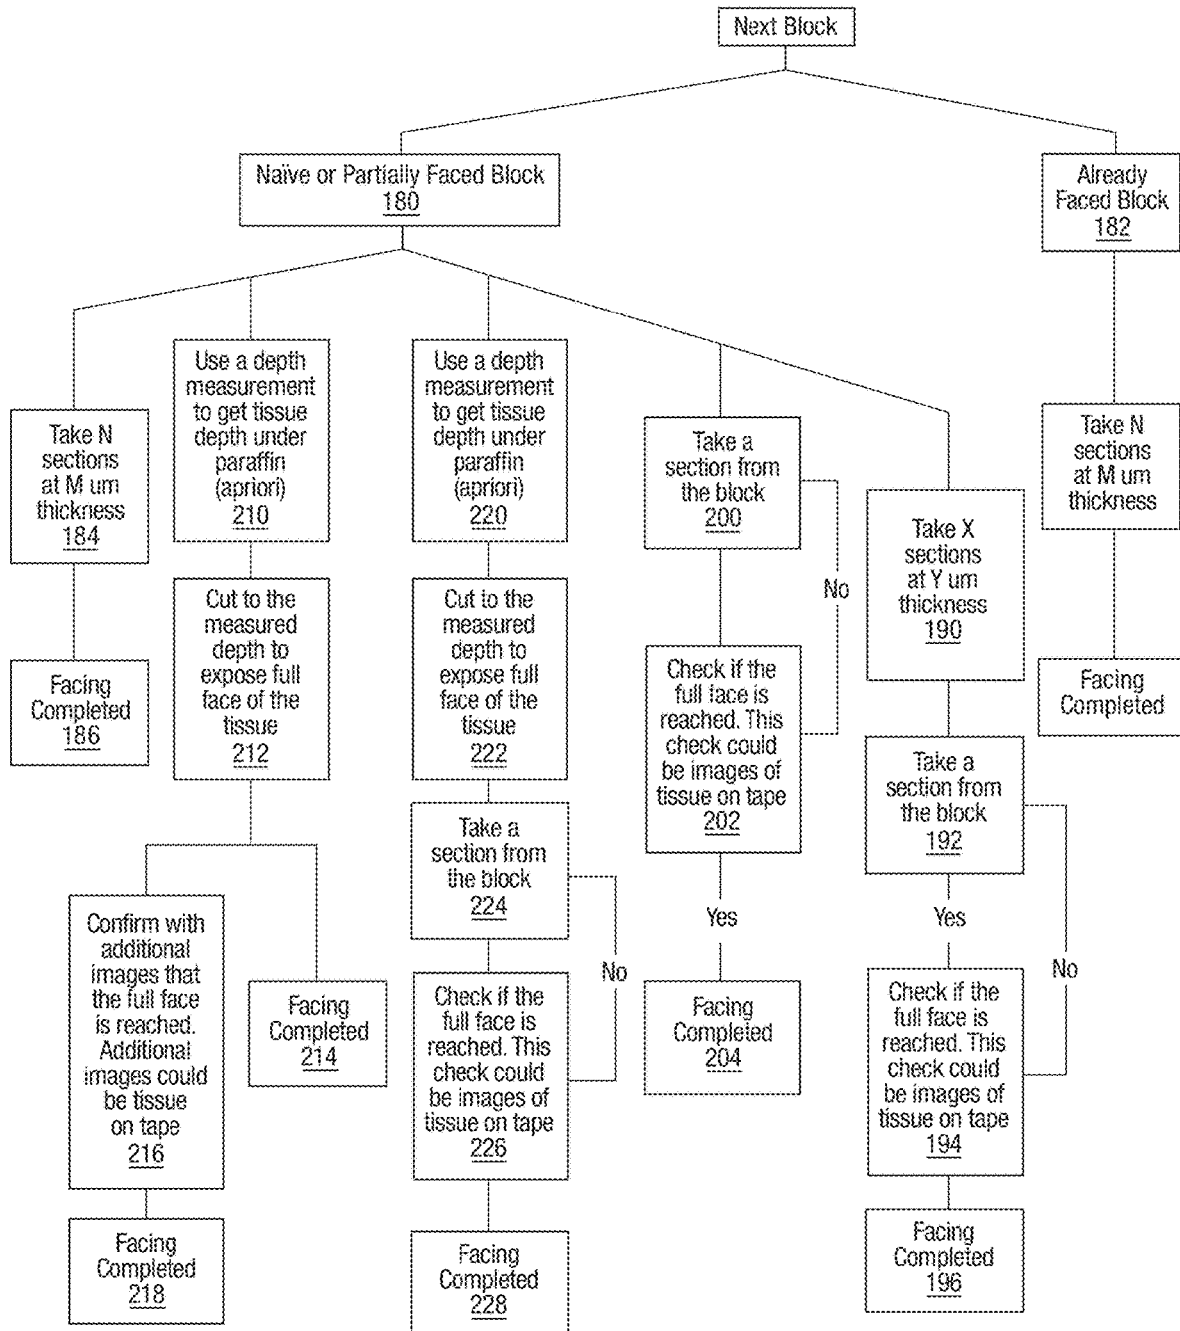 Next Block
Naïve or Partially Faced Block
180
Already
Faced Block
182
Take N
sections
at M um
thickness
184
Facing
Completed
186
Use a depth
measurement
to get tissue
depth under
paraffin
(apriori)
210
Cut to the
measured
depth to
expose full
face of the
tissue
212
Confirm with
additional
images that
the full face
is reached.
Additional
images could
be tissue
on tape
216
Facing
Completed
218
Facing
Completed
214
Use a depth
measurement
to get tissue
depth under
paraffin
(apriori)
220
Cut to the
measured
depth to
expose full
face of the
tissue
222
Take a
section from
the block
224
No
Check if the
full face is
reached. This
check could
be images of
tissue on tape
226
Facing
Completed
228
Take a
section from
the block
200
No
Check if the
full face is
reached. This
check could
be images of
tissue on tape
202
Yes
Facing
Completed
204
Take X
sections
at Y um
thickness
190
Take a
section from
the block
192
Yes
No
Check if the
full face is
reached. This
check could
be images of
tissue on tape
194
Facing
Completed
196
Take N
sections
at M um
thickness
Facing
Completed